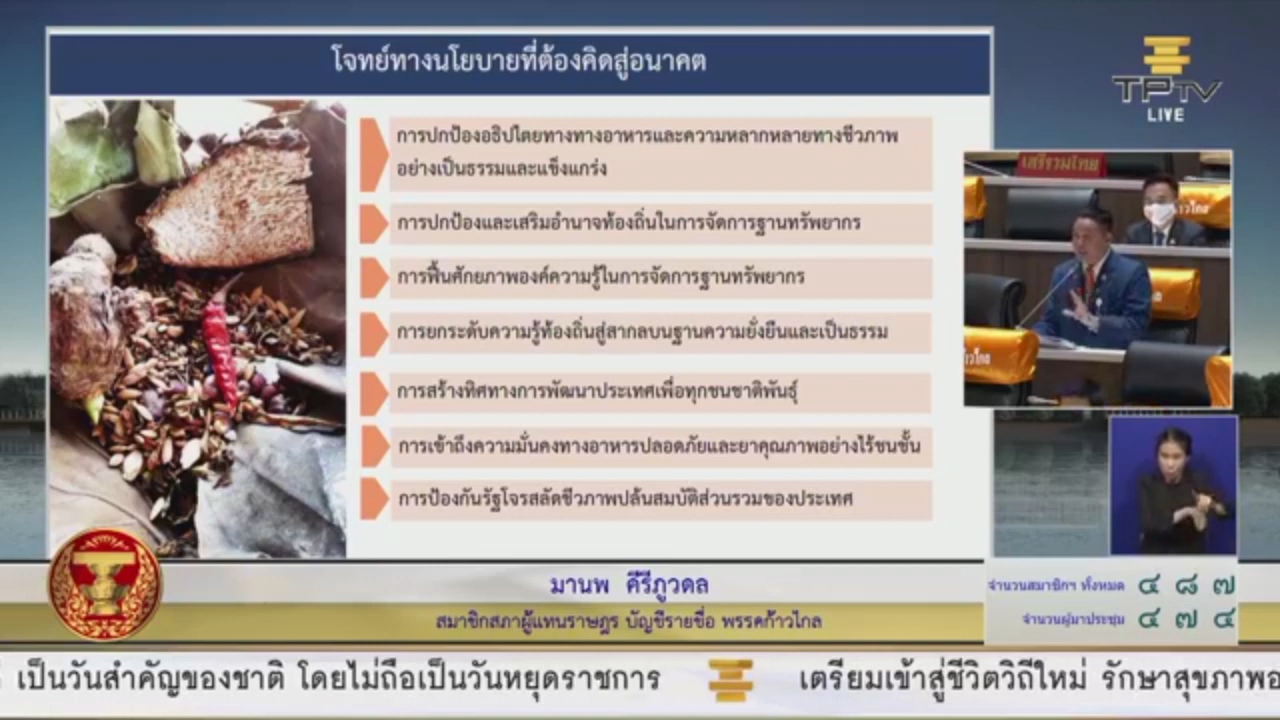 โจทย์ทางนโยบายที่ต้องคิดสู่อนาคต
TPTV
LIVE
การปกป้องอธิปไตยทางทางอาหารและความหลากหลายทางชีวภาพ
อย่างเป็นธรรมและแข็งแกร่ง
การปกป้องและเสริมอำนาจท้องถิ่นในการจัดการฐานทรัพยากร
การฟื้นศักยภาพองค์ความรู้ในการจัดการฐานทรัพยากร
การยกระดับความรู้ท้องถิ่นสู่สากลบนฐานความยั่งยืนและเป็นธรรม
การสร้างทิศทางการพัฒนาประเทศเพื่อทุกชนชาติพันธุ์
การเข้าถึงความมั่นคงทางอาหารปลอดภัยและยาคุณภาพอย่างไร้ชนชั้น
การป้องกันรัฐโจรสลัดชีวภาพปล้นสมบัติส่วนรวมของประเทศ
เสรีรวมไทย
มานพ คีรีภูวดล
สมาชิกสภาผู้แทนราษฎร บัญชีรายชื่อ พรรคก้าวไกล
จำนวนสมาชิกฯ ทั้งหมด ๔ ๘ ๗
จำนวนผู้มาประชุม ๔ ๗ ๔
เป็นวันสำคัญของชาติ โดยไม่ถือเป็นวันหยุดราชการ เตรียมเข้าสู่ชีวิตวิถีใหม่ รักษาสุขภาพอ